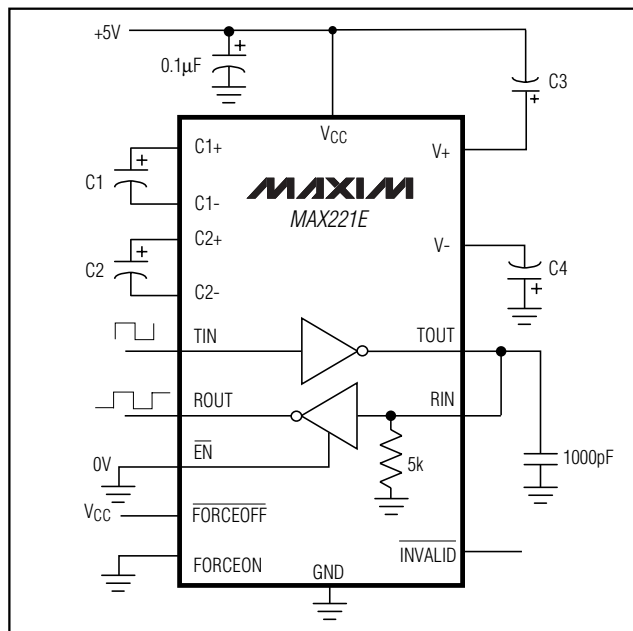 +5V
0.1µF
C3
VCC
C1+
V+
C1
C1-
MAXIM
MAX221E
C2+
V-
C2
C2-
C4
TIN
TOUT
ROUT
RIN
EN
0V
5k
1000pF
VCC
FORCEOFF
FORCEON
INVALID
GND